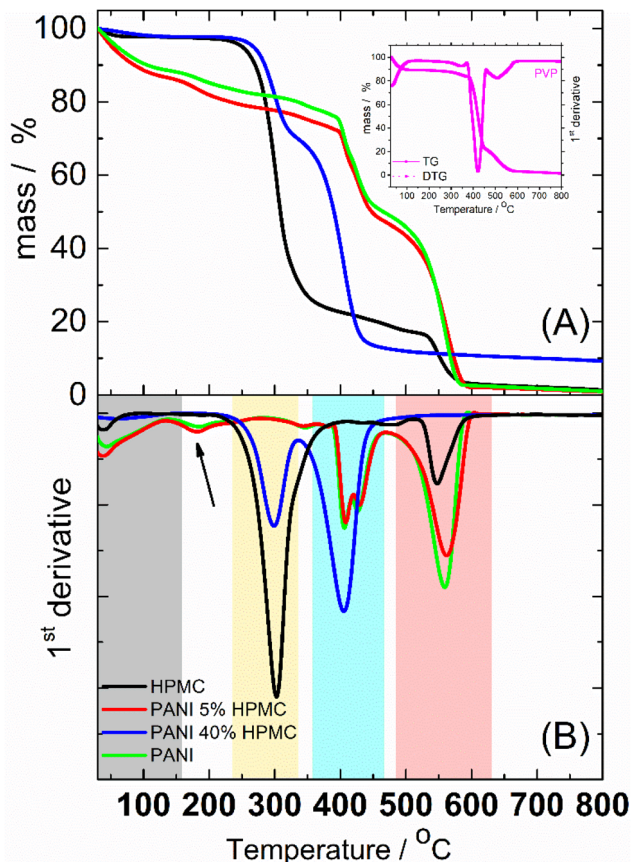 100
80
60
40
20
0
mass / %
(A)
100
80
60
40
20
0
mass / %
PVP
TG
DTG
100 200 300 400 500 600 700 800
Temperature / °C
1st derivative
1st derivative
HPMC
PANI 5% HPMC
PANI 40% HPMC
PANI
(B)
100 200 300 400 500 600 700 800
Temperature / °C